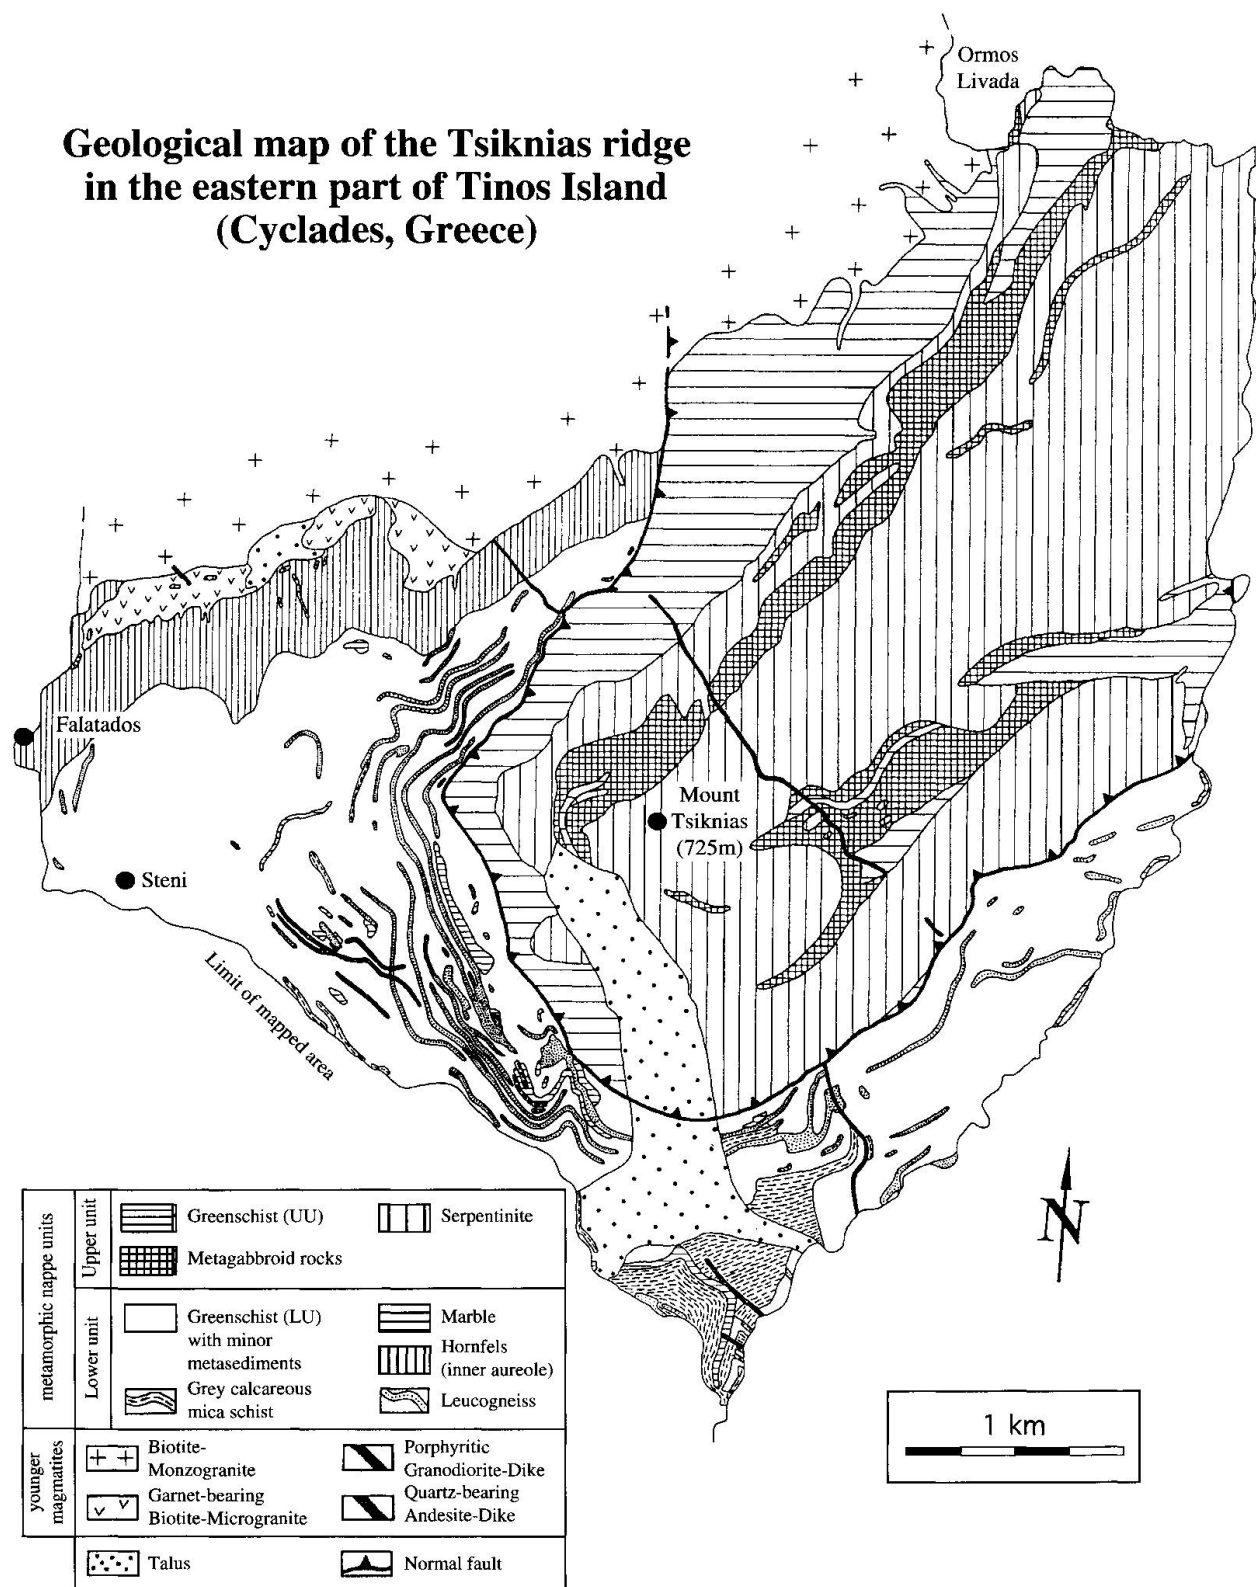 Geological map of the Tsiknias ridge
in the eastern part of Tinos Island
(Cyclades, Greece)
Ormos
Livada
Falatados
Steni
Mount
Tsiknias
(725m)
Limit of mapped area
N
metamorphic nappe units
Upper unit
Greenschist (UU)
Serpentinite
Metagabbroid rocks
Lower unit
Greenschist (LU)
with minor
metasediments
Marble
Hornfels
(inner aureole)
Grey calcareous
mica schist
Leucogneiss
younger
magmatites
Biotite-
Monzogranite
Porphyritic
Granodiorite-Dike
Garnet-bearing
Biotite-Microgranite
Quartz-bearing
Andesite-Dike
Talus
Normal fault
1 km